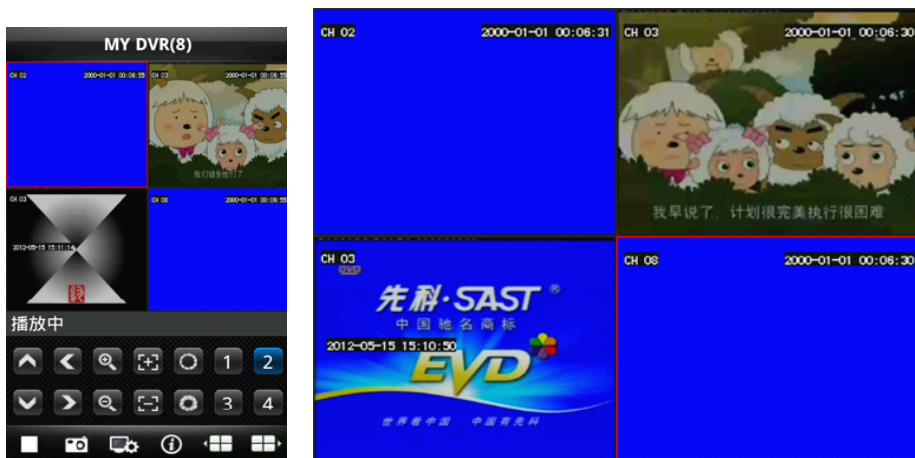 MY DVR(8)
CH 02 2000-01-01 00:06:55
CH 03 2000-01-01 00:06:55
CH 03
2012-05-15 15:11:14
CH 08 2000-01-01 00:06:55
播放中
1 2
3 4
CH 02 2000-01-01 00:06:31
CH 03 2000-01-01 00:06:30
我早说了，计划很完美执行很困难
CH 03
EVD
先科·SAST®
中国驰名商标
2012-05-15 15:10:50
EVD
世界看中国 中国有先科
CH 08 2000-01-01 00:06:30